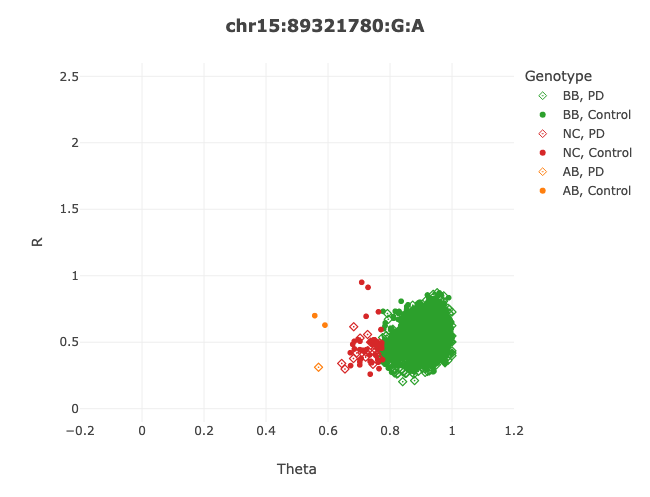 chr15:89321780:G:A
Genotype
BB, PD
BB, Control
NC, PD
NC, Control
AB, PD
AB, Control
2.5
2
1.5
1
0.5
0
R
−0.2 0 0.2 0.4 0.6 0.8 1 1.2
Theta